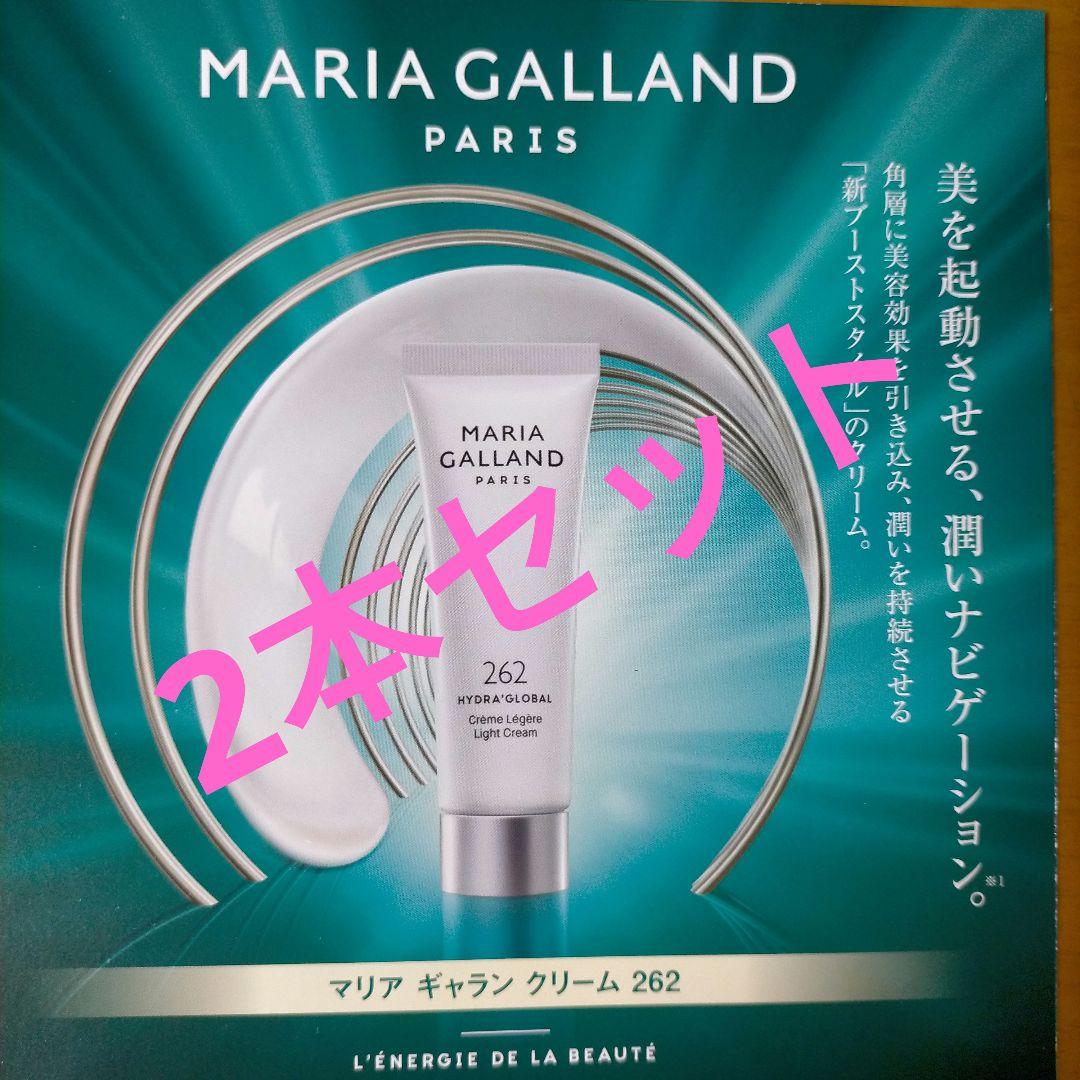 MARIA GALLAND
PARIS
美を起動させる、潤いナビゲーション。※1
角層に美容効果を引き込み、潤いを持続させる
「新ブーストスタイル」のクリーム。
MARIA
GALLAND
PARIS
262
HYDRA'GLOBAL
Crème Légère
Light Cream
2本セット
マリア ギャラン クリーム 262
L'ÉNERGIE DE LA BEAUTÉ